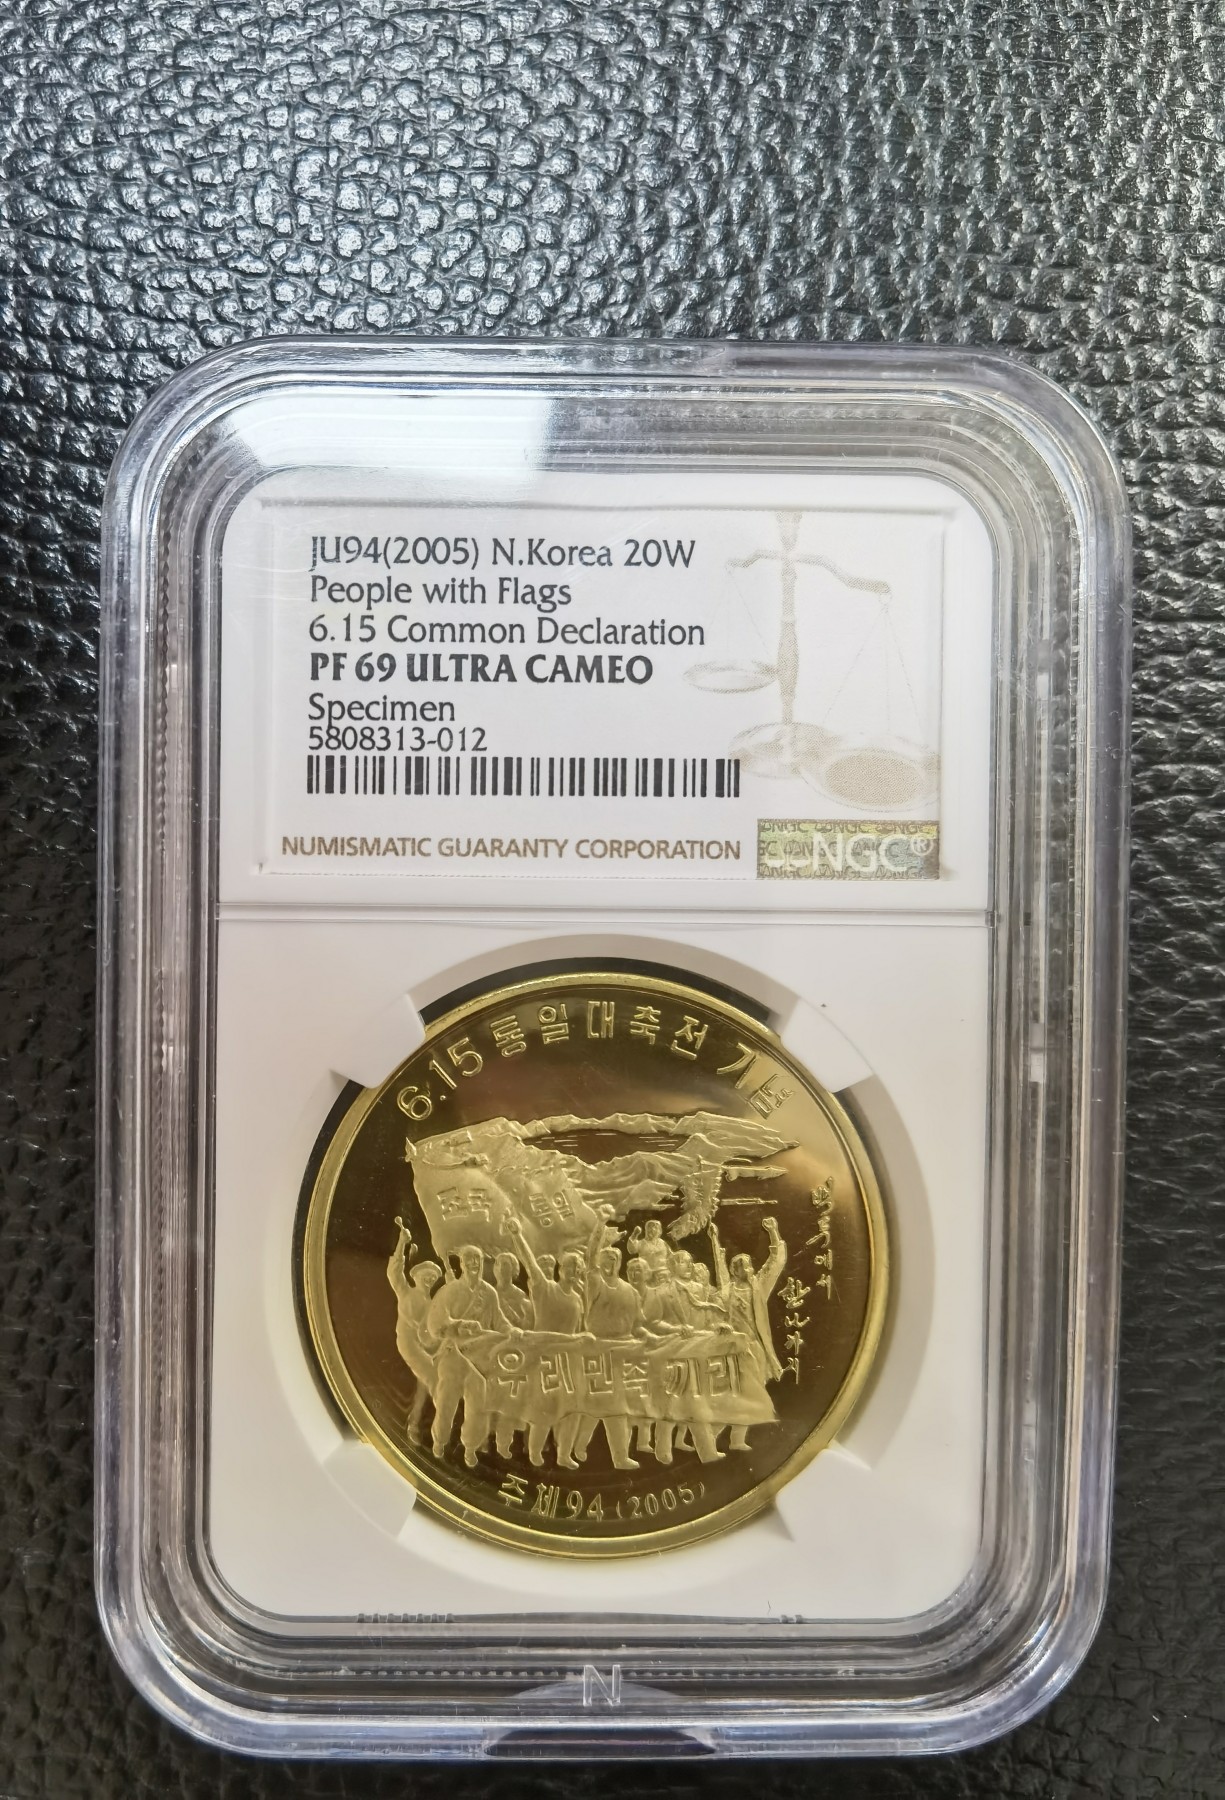 JU94(2005) N.Korea 20W
People with Flags
6.15 Common Declaration
PF 69 ULTRA CAMEO
Specimen
5808313-012
NUMISMATIC GUARANTY CORPORATION
NGC®
6.15 통일대축전 기념
조국 통일
우리민족끼리
주체94 (2005)
N